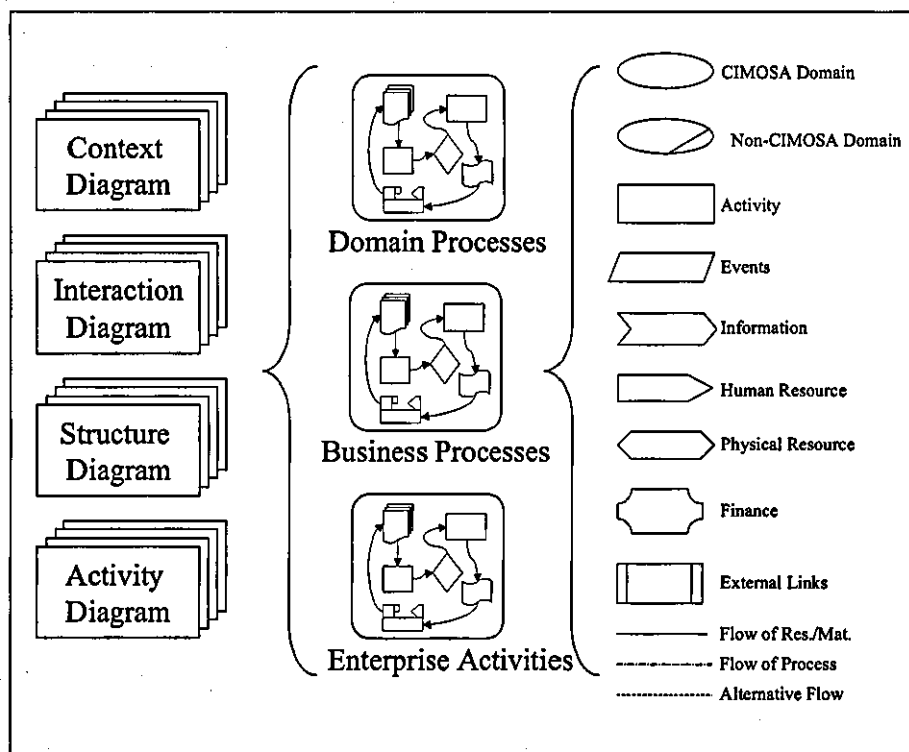 Context
Diagram
Interaction
Diagram
Structure
Diagram
Activity
Diagram
Domain Processes
Business Processes
Enterprise Activities
CIMOSA Domain
Non-CIMOSA Domain
Activity
Events
Information
Human Resource
Physical Resource
Finance
External Links
Flow of Res./Mat.
Flow of Process
Alternative Flow